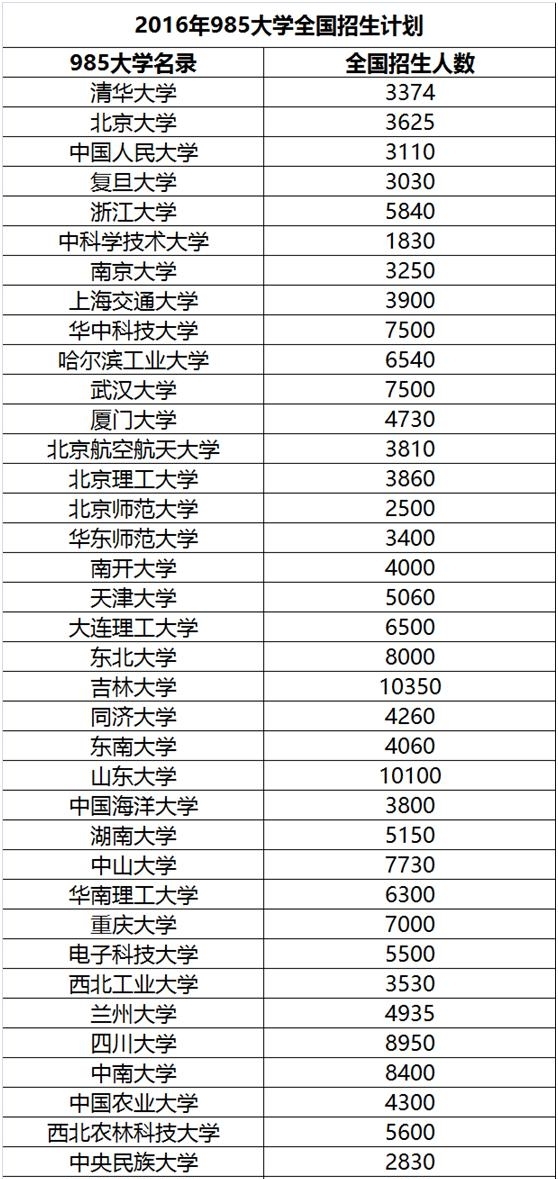 2016年985大学全国招生计划
985大学名录 全国招生人数
清华大学 3374
北京大学 3625
中国人民大学 3110
复旦大学 3030
浙江大学 5840
中科学技术大学 1830
南京大学 3250
上海交通大学 3900
华中科技大学 7500
哈尔滨工业大学 6540
武汉大学 7500
厦门大学 4730
北京航空航天大学 3810
北京理工大学 3860
北京师范大学 2500
华东师范大学 3400
南开大学 4000
天津大学 5060
大连理工大学 6500
东北大学 8000
吉林大学 10350
同济大学 4260
东南大学 4060
山东大学 10100
中国海洋大学 3800
湖南大学 5150
中山大学 7730
华南理工大学 6300
重庆大学 7000
电子科技大学 5500
西北工业大学 3530
兰州大学 4935
四川大学 8950
中南大学 8400
中国农业大学 4300
西北农林科技大学 5600
中央民族大学 2830